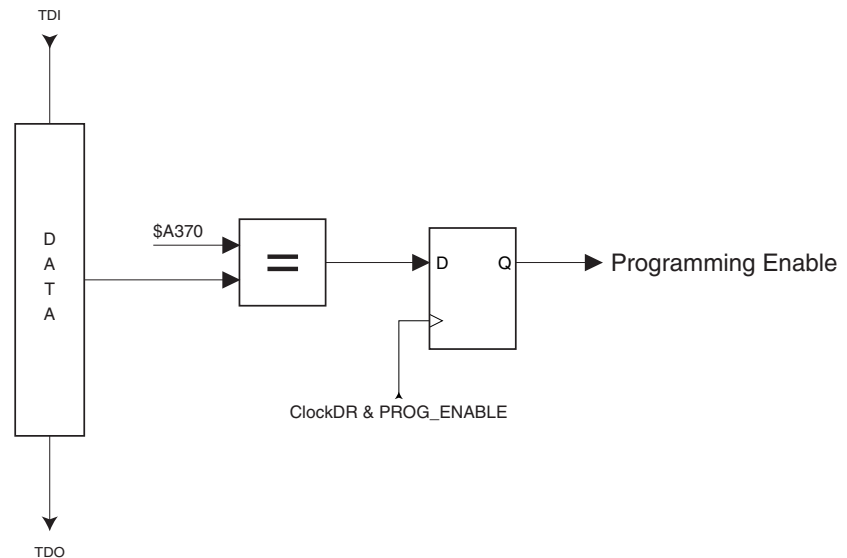 TDI
D
A
T
A
$A370
=
D
Q
Programming Enable
ClockDR & PROG_ENABLE
TDO